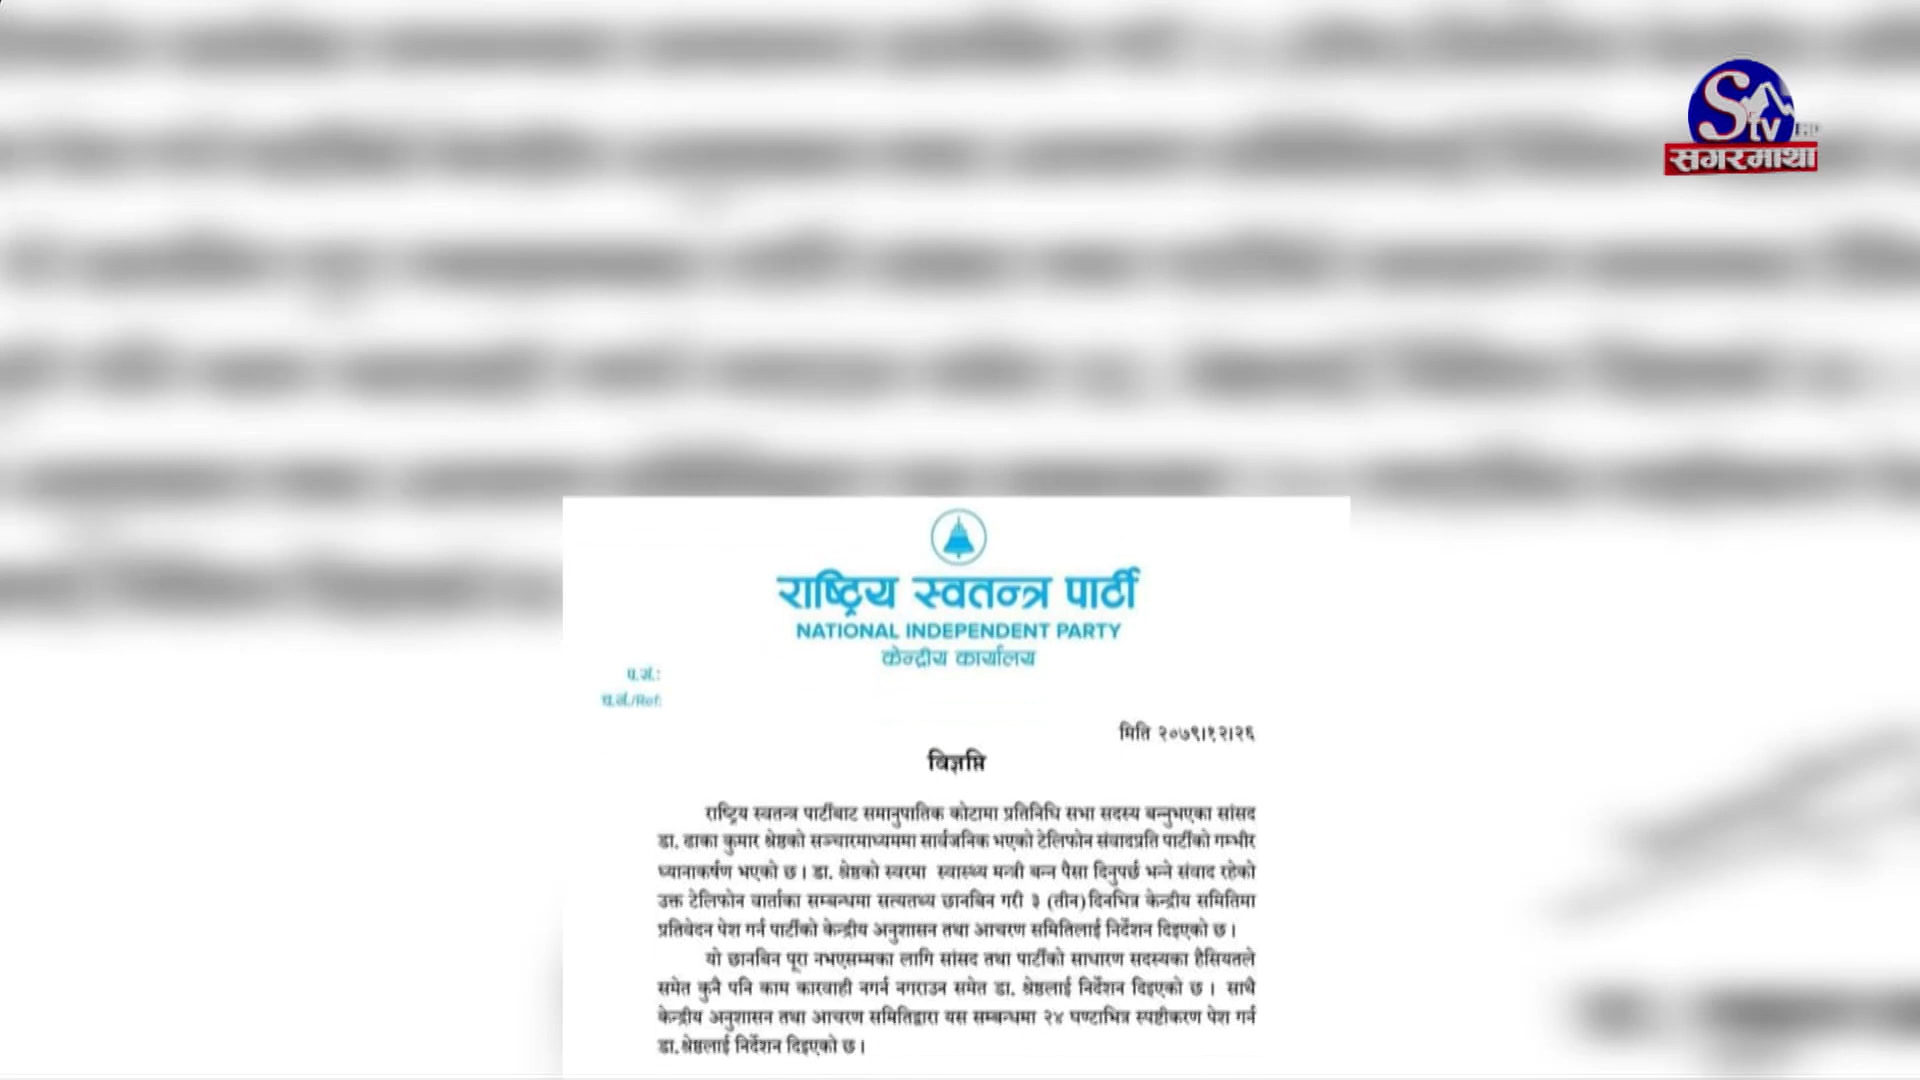 S tv HD
सगरमाथा
राष्ट्रिय स्वतन्त्र पार्टी
NATIONAL INDEPENDENT PARTY
केन्द्रीय कार्यालय
प.सं.:
च.नं./Ref:
मिति २०७९।१२।२६
विज्ञप्ति
राष्ट्रिय स्वतन्त्र पार्टीबाट समानुपातिक कोटामा प्रतिनिधि सभा सदस्य बन्नुभएका सांसद
डा. ढाका कुमार श्रेष्ठको सञ्चारमाध्यममा सार्वजनिक भएको टेलिफोन संवादप्रति पार्टीको गम्भीर
ध्यानाकर्षण भएको छ । डा. श्रेष्ठको स्वरमा स्वास्थ्य मन्त्री बन्न पैसा दिनुपर्छ भन्ने संवाद रहेको
उक्त टेलिफोन वार्ताका सम्बन्धमा सत्यतथ्य छानबिन गरी ३ (तीन) दिनभित्र केन्द्रीय समितिमा
प्रतिवेदन पेश गर्न पार्टीको केन्द्रीय अनुशासन तथा आचरण समितिलाई निर्देशन दिइएको छ ।
यो छानबिन पूरा नभएसम्मका लागि सांसद तथा पार्टीको साधारण सदस्यका हैसियतले
समेत कुनै पनि काम कारवाही नगर्न नगराउन समेत डा. श्रेष्ठलाई निर्देशन दिइएको छ । साथै
केन्द्रीय अनुशासन तथा आचरण समितिद्वारा यस सम्बन्धमा २४ घण्टाभित्र स्पष्टीकरण पेश गर्न
डा. श्रेष्ठलाई निर्देशन दिइएको छ ।